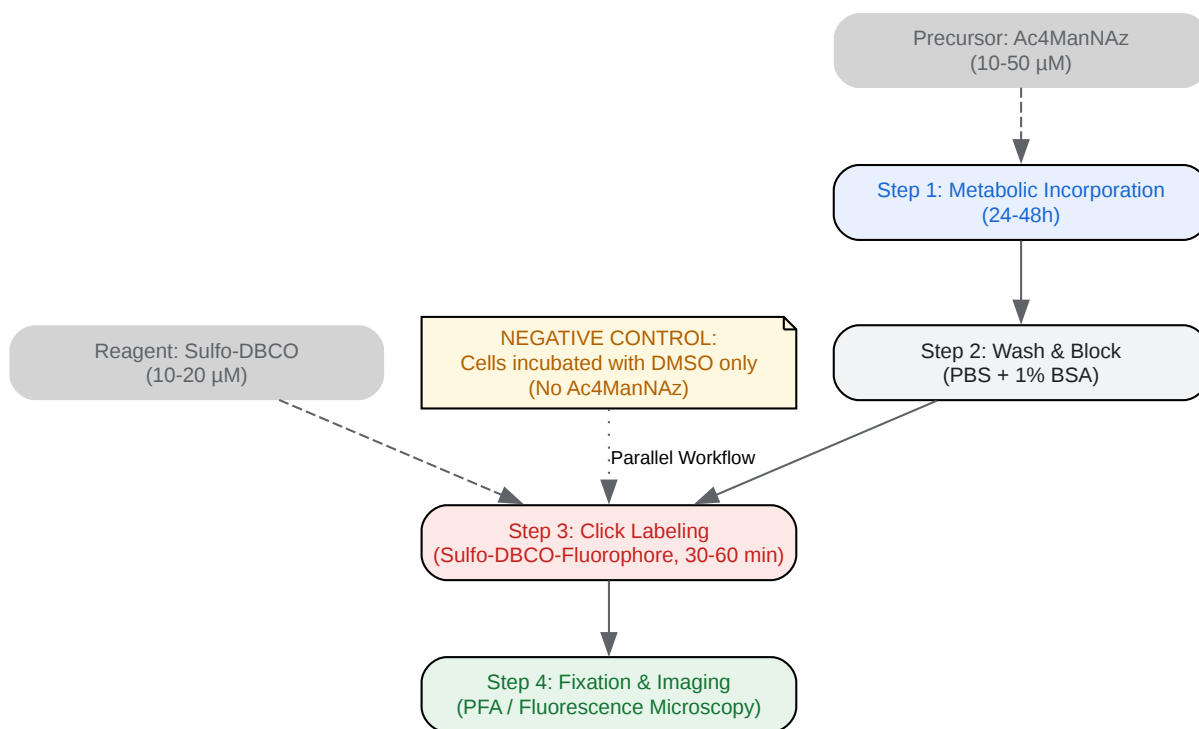 Precursor: Ac4ManNAz
(10-50 µM)
Step 1: Metabolic Incorporation
(24-48h)
Reagent: Sulfo-DBCO
(10-20 µM)
NEGATIVE CONTROL:
Cells incubated with DMSO only
(No Ac4ManNAz)
Step 2: Wash & Block
(PBS + 1% BSA)
Parallel Workflow
Step 3: Click Labeling
(Sulfo-DBCO-Fluorophore, 30-60 min)
Step 4: Fixation & Imaging
(PFA / Fluorescence Microscopy)